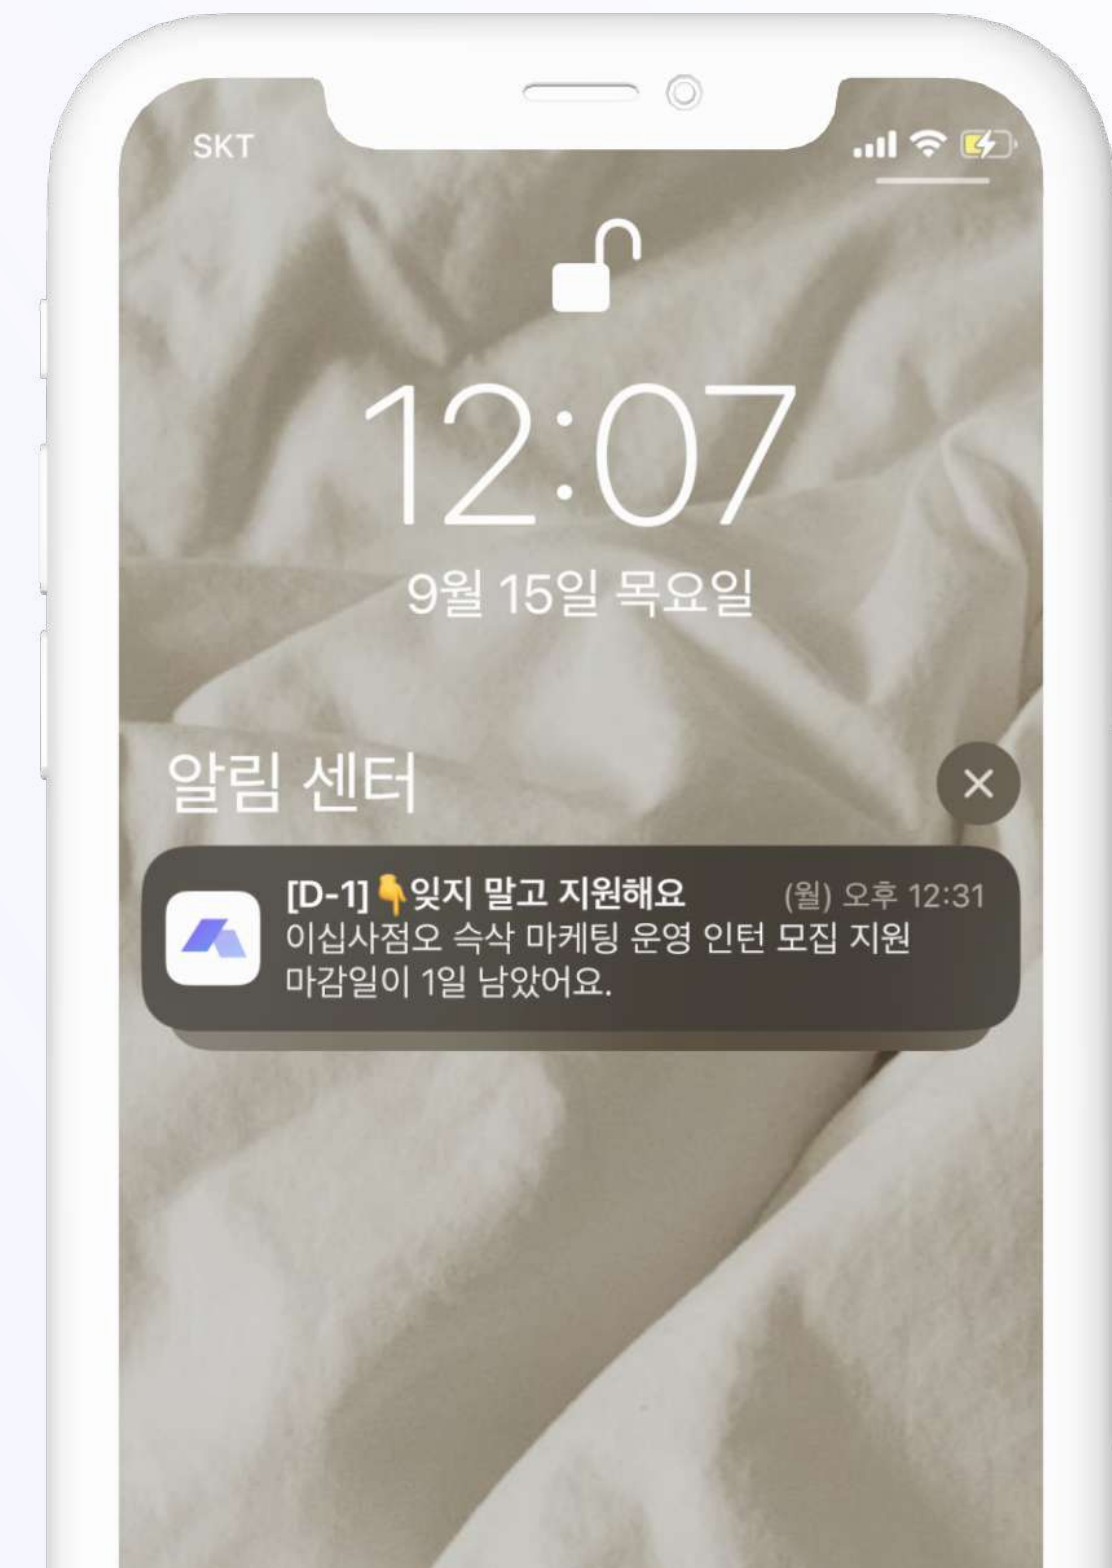 SKT
12:07
9월 15일 목요일
알림 센터
[D-1]👇잊지 말고 지원해요 (월) 오후 12:31
이십사점오 슥삭 마케팅 운영 인턴 모집 지원
마감일이 1일 남았어요.